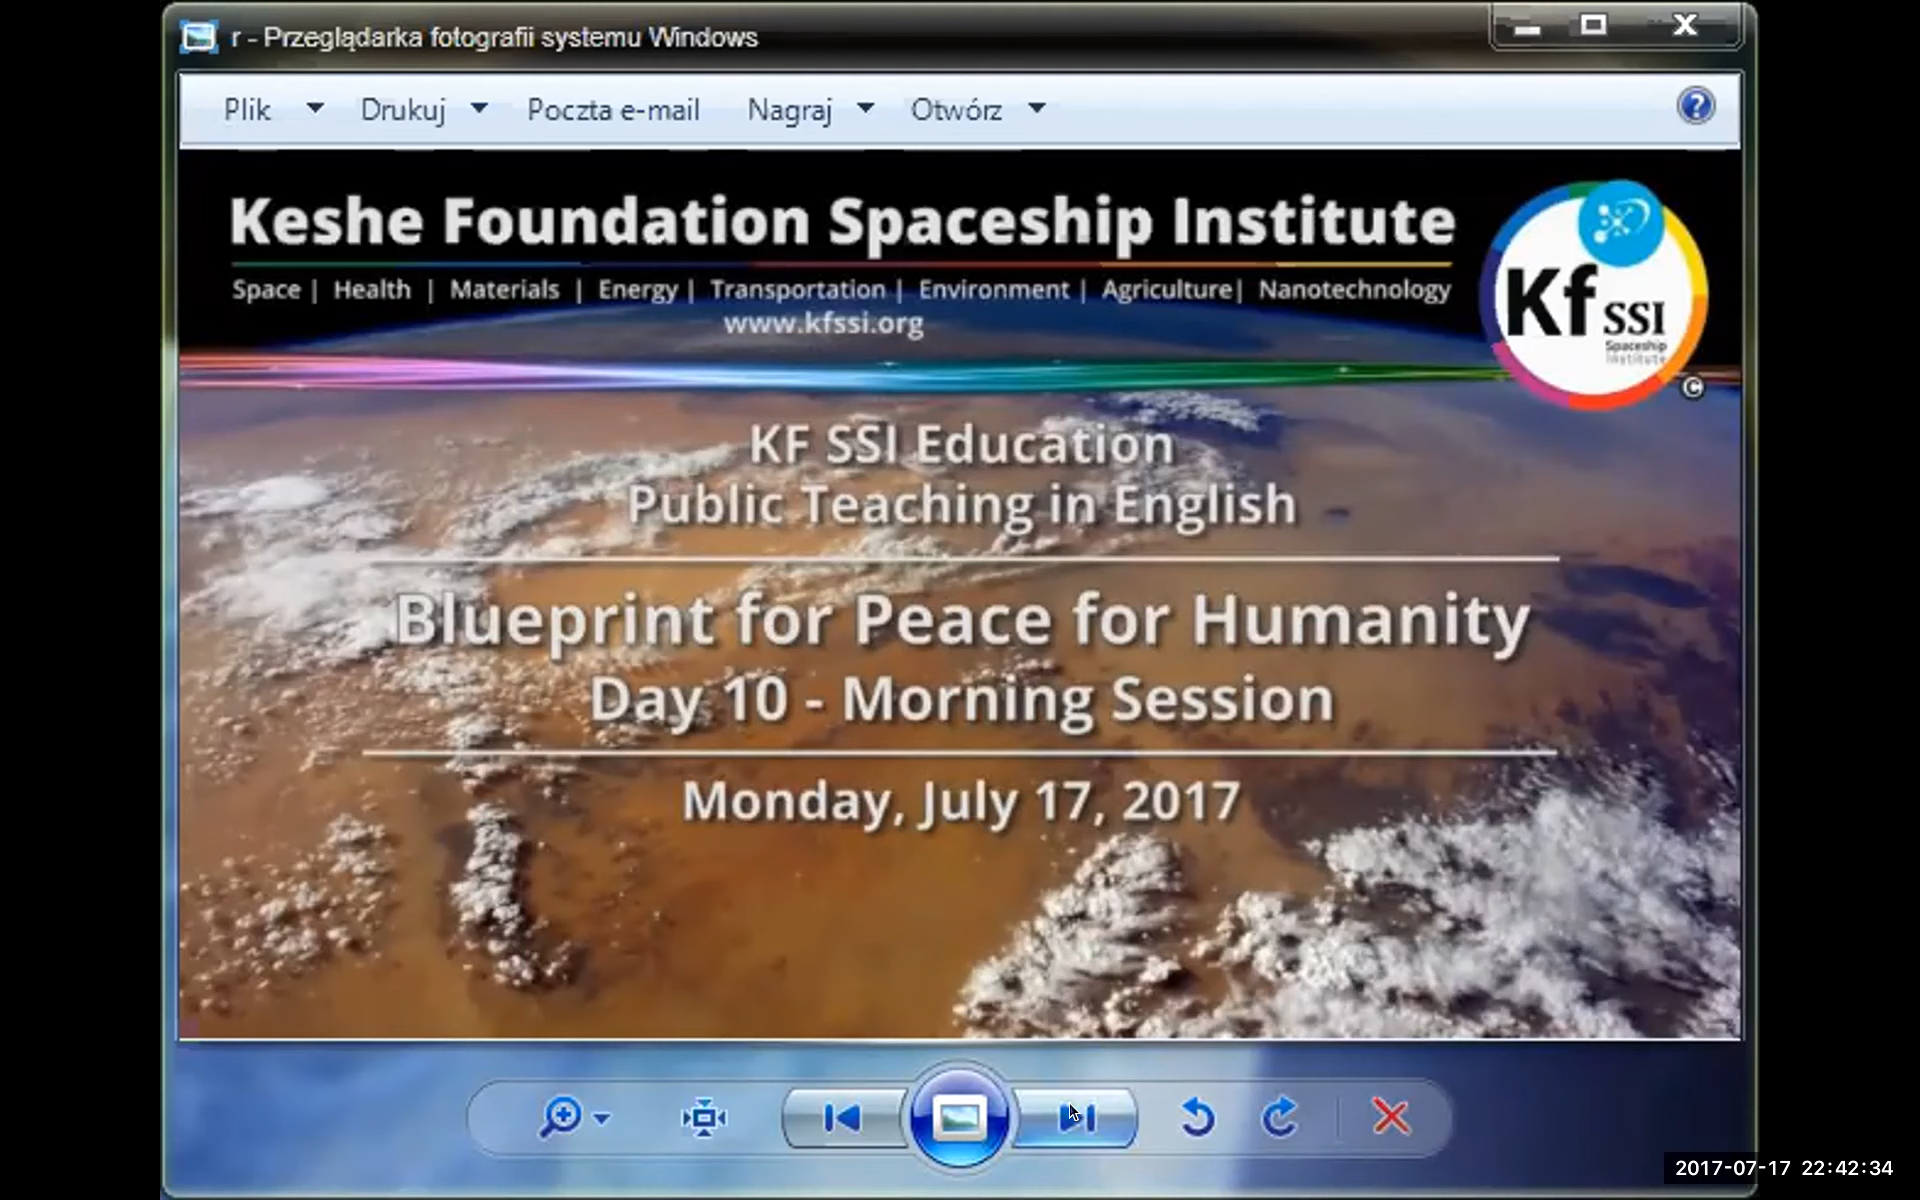 r - Przeglądarka fotografii systemu Windows
Plik Drukuj Poczta e-mail Nagraj Otwórz ?
Keshe Foundation Spaceship Institute
Space | Health | Materials | Energy | Transportation | Environment | Agriculture | Nanotechnology
www.kfssi.org
Kf SSI
Spaceship
Institute
©
KF SSI Education
Public Teaching in English
Blueprint for Peace for Humanity
Day 10 - Morning Session
Monday, July 17, 2017
2017-07-17 22:42:34